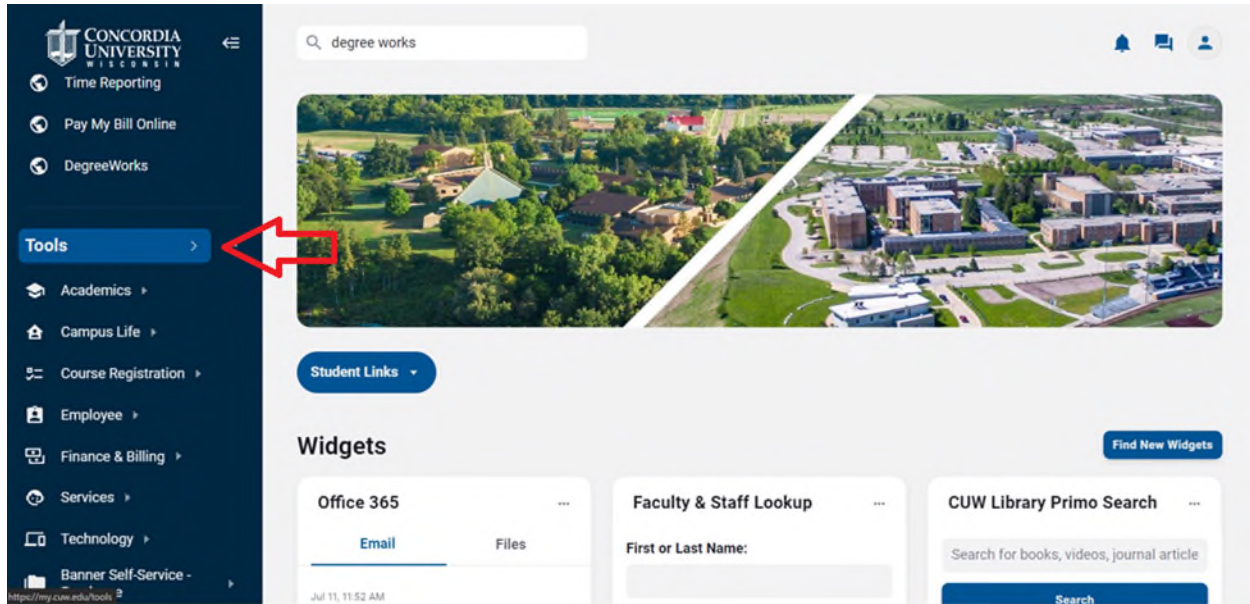 CONCORDIA
UNIVERSITY
WISCONSIN
Time Reporting
Pay My Bill Online
DegreeWorks
Tools
Academics
Campus Life
Course Registration
Employee
Finance & Billing
Services
Technology
Banner Self-Service -
https://my.cuw.edu/tools
degree works
Student Links
Widgets
Find New Widgets
Office 365
Email
Files
Jul 11, 11:52 AM
Faculty & Staff Lookup
First or Last Name:
CUW Library Primo Search
Search for books, videos, journal article
Search